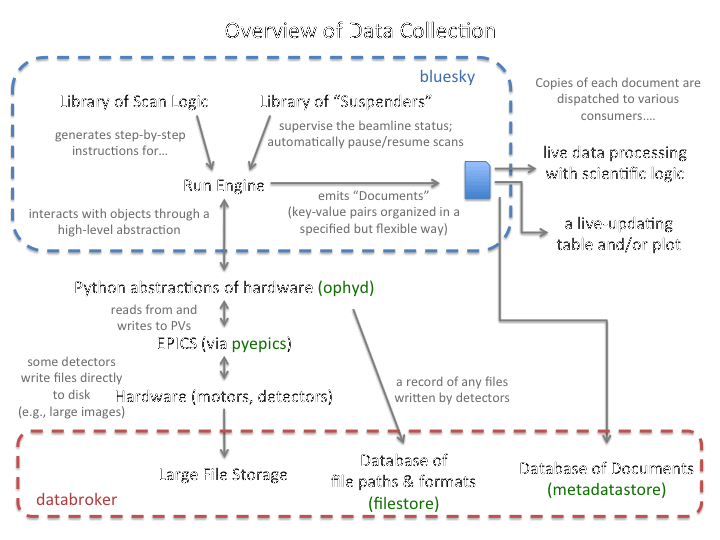 Overview of Data Collection
bluesky
Library of Scan Logic
Library of “Suspenders”
generates step-by-step
instructions for…
supervise the beamline status;
automatically pause/resume scans
Run Engine
emits “Documents”
(key-value pairs organized in a
specified but flexible way)
interacts with objects through a
high-level abstraction
Copies of each document are
dispatched to various
consumers….
live data processing
with scientific logic
a live-updating
table and/or plot
Python abstractions of hardware (ophyd)
reads from and
writes to PVs
EPICS (via pyepics)
some detectors
write files directly
to disk
(e.g., large images)
Hardware (motors, detectors)
a record of any files
written by detectors
Large File Storage
Database of
file paths & formats
(filestore)
Database of Documents
(metadatastore)
databroker